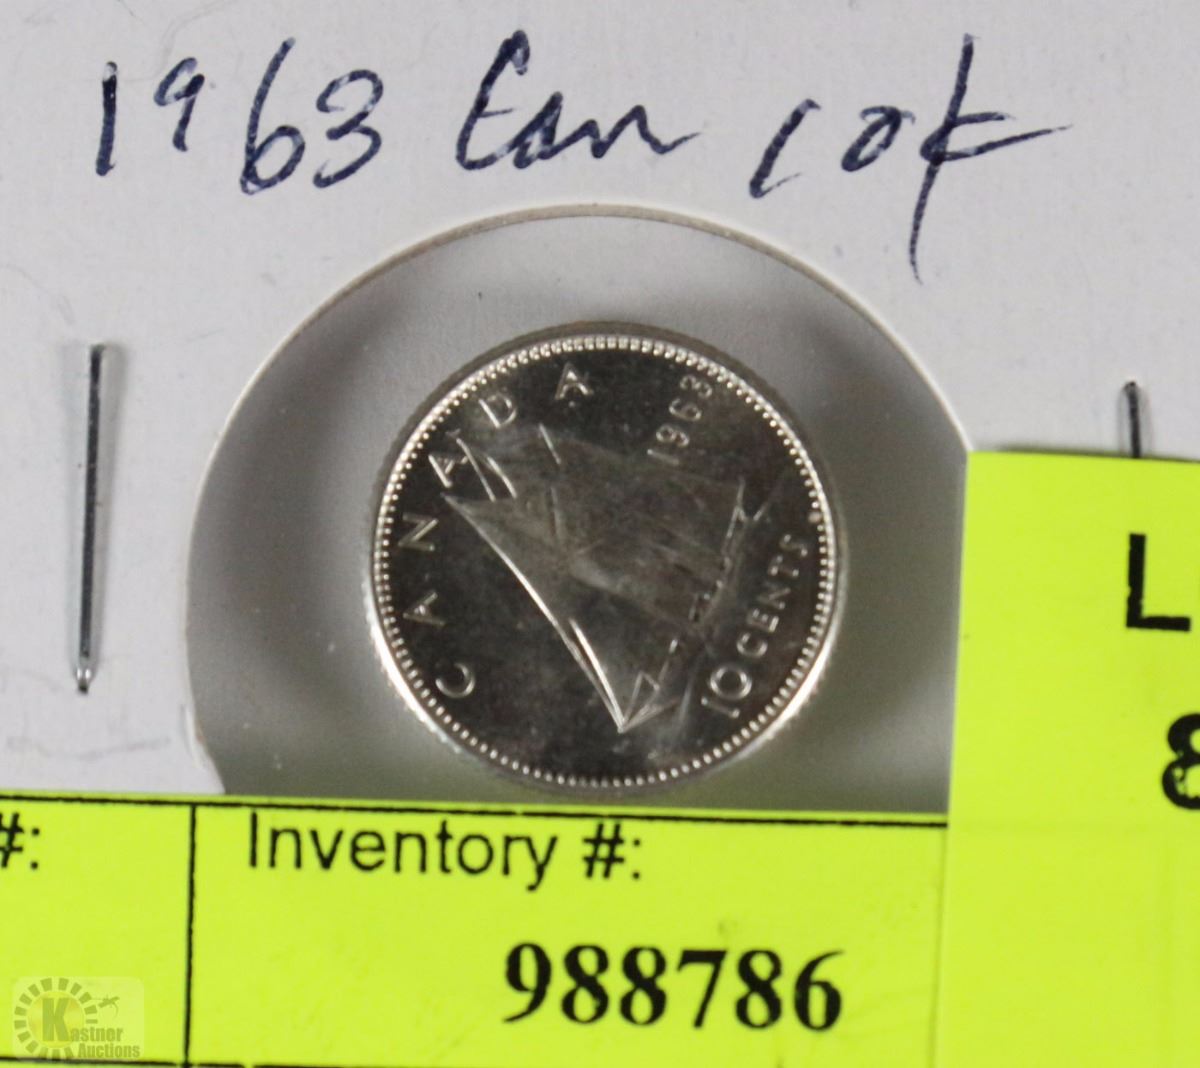 1963 Can 10¢
CANADA
1963
10 CENTS
L
8
#:
Inventory #:
988786
Kastner
Auctions